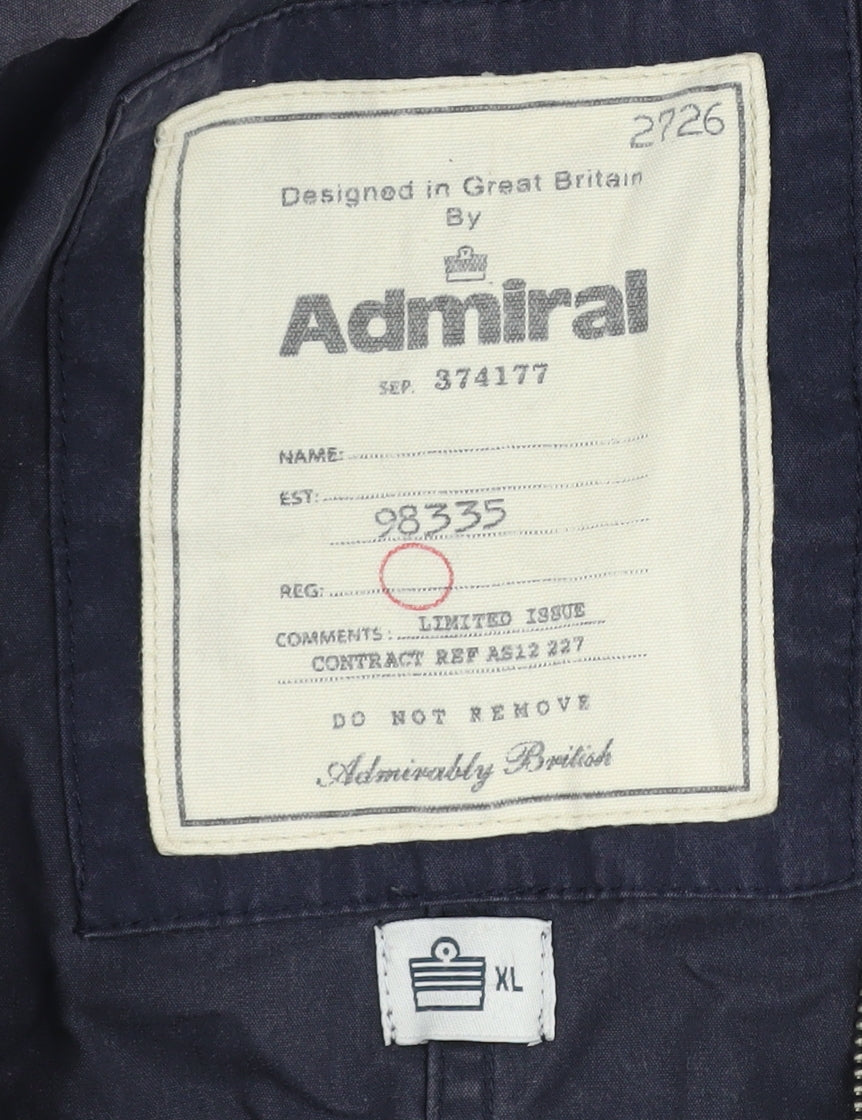 2726
Designed in Great Britain
By
Admiral
SEP. 374177
NAME:
EST:
98335
REG:
COMMENTS: LIMITED ISSUE
CONTRACT REF AS12 227
DO NOT REMOVE
Admirably British
XL